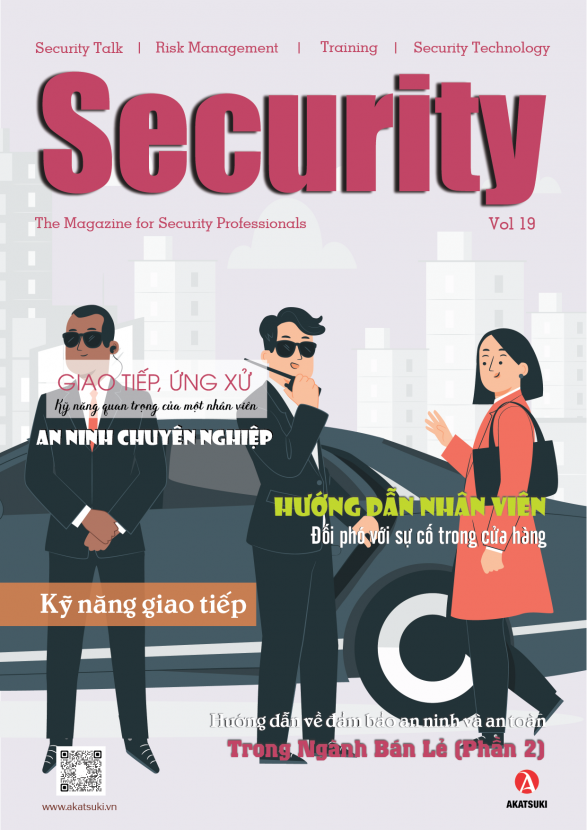 Security Talk | Risk Management | Training | Security Technology
Security
The Magazine for Security Professionals Vol 19
GIAO TIẾP, ỨNG XỬ
Kỹ năng quan trọng của một nhân viên
AN NINH CHUYÊN NGHIỆP
HƯỚNG DẪN NHÂN VIÊN
Đối phó với sự cố trong cửa hàng
Kỹ năng giao tiếp
Hướng dẫn về đảm bảo an ninh và an toàn
Trong Ngành Bán Lẻ (Phần 2)
www.akatsuki.vn
A
AKATSUKI